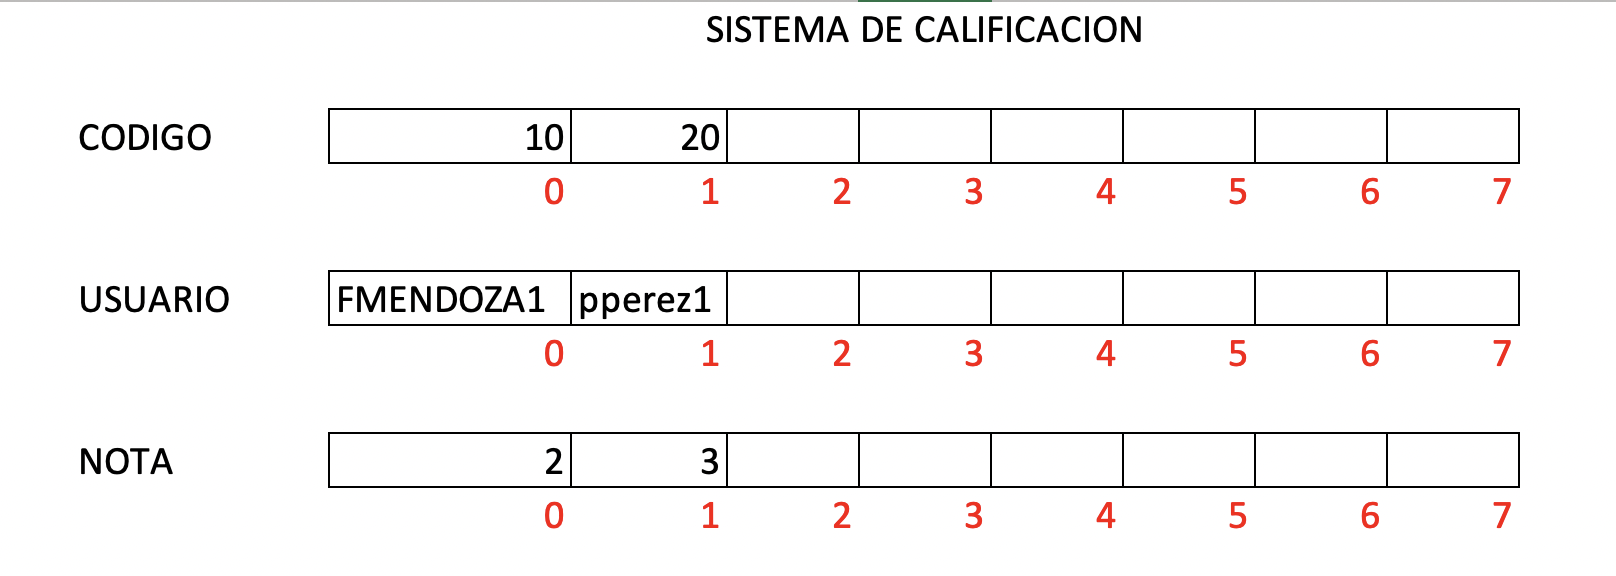 SISTEMA DE CALIFICACION
CODIGO 10 20
0 1 2 3 4 5 6 7
USUARIO FMENDOZA1 pperez1
0 1 2 3 4 5 6 7
NOTA 2 3
0 1 2 3 4 5 6 7